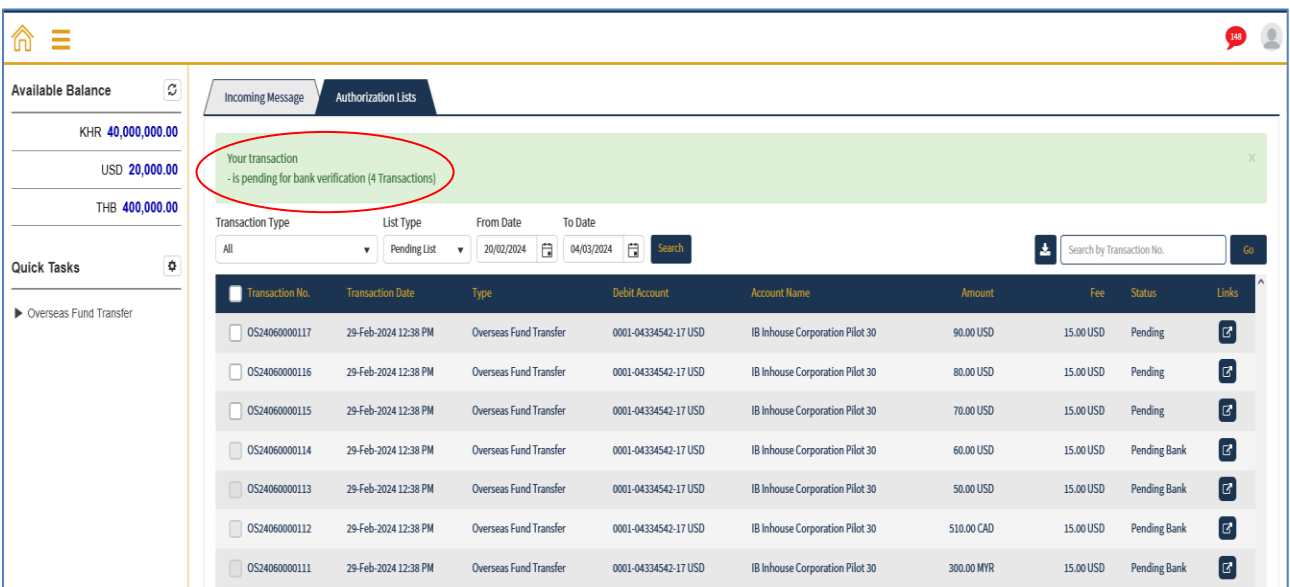 148
Available Balance
KHR 40,000,000.00
USD 20,000.00
THB 400,000.00
Quick Tasks
Overseas Fund Transfer
Incoming Message Authorization Lists
Your transaction
- is pending for bank verification (4 Transactions)
X
Transaction Type List Type From Date To Date
All Pending List 20/02/2024 04/03/2024 Search Search by Transaction No. Go
Transaction No. Transaction Date Type Debit Account Account Name Amount Fee Status Links
OS24060000117 29-Feb-2024 12:38 PM Overseas Fund Transfer 0001-04334542-17 USD IB Inhouse Corporation Pilot 30 90.00 USD 15.00 USD Pending
OS24060000116 29-Feb-2024 12:38 PM Overseas Fund Transfer 0001-04334542-17 USD IB Inhouse Corporation Pilot 30 80.00 USD 15.00 USD Pending
OS24060000115 29-Feb-2024 12:38 PM Overseas Fund Transfer 0001-04334542-17 USD IB Inhouse Corporation Pilot 30 70.00 USD 15.00 USD Pending
OS24060000114 29-Feb-2024 12:38 PM Overseas Fund Transfer 0001-04334542-17 USD IB Inhouse Corporation Pilot 30 60.00 USD 15.00 USD Pending Bank
OS24060000113 29-Feb-2024 12:38 PM Overseas Fund Transfer 0001-04334542-17 USD IB Inhouse Corporation Pilot 30 50.00 USD 15.00 USD Pending Bank
OS24060000112 29-Feb-2024 12:38 PM Overseas Fund Transfer 0001-04334542-17 USD IB Inhouse Corporation Pilot 30 510.00 CAD 15.00 USD Pending Bank
OS24060000111 29-Feb-2024 12:38 PM Overseas Fund Transfer 0001-04334542-17 USD IB Inhouse Corporation Pilot 30 300.00 MYR 15.00 USD Pending Bank